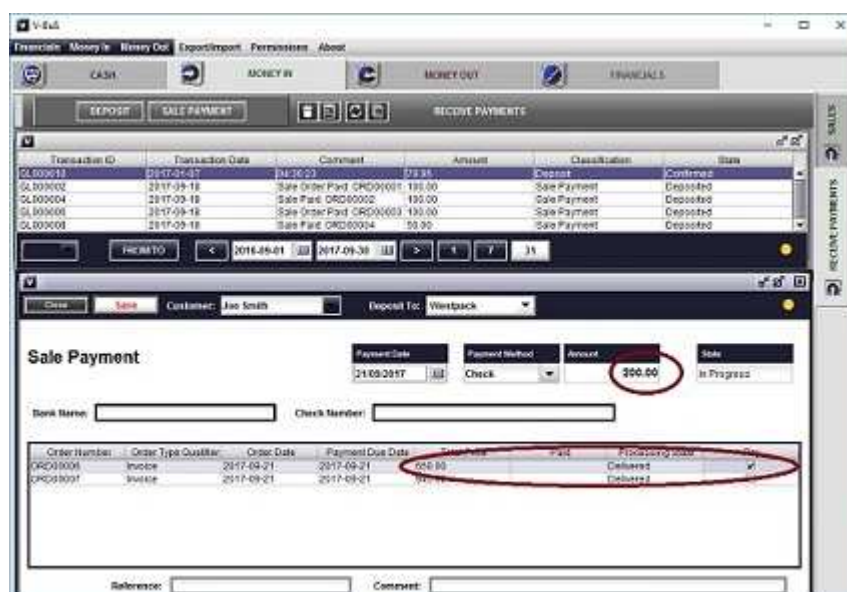 V-BuS
Financials Money In Money Out Export/Import Permissions About
CASH MONEY IN MONEY OUT FINANCIALS
DEPOSIT SALE PAYMENT RECEIVE PAYMENTS
Transaction ID Transaction Date Comment Amount Classification State
GL000010 2017-01-07 79.95 Deposit Confirmed
GL000002 2017-09-18 Sale Order Paid ORD00001 100.00 Sale Payment Deposited
GL000004 2017-09-18 Sale Paid ORD00002 100.00 Sale Payment Deposited
GL000006 2017-09-18 Sale Order Paid ORD00003 100.00 Sale Payment Deposited
GL000008 2017-09-18 Sale Paid ORD00004 50.00 Sale Payment Deposited
FROM/TO < 2016-09-01 2017-09-30 > 1 7 31
Close Save Customer: Joe Smith Deposit To: Westpack
Sale Payment
Payment Date Payment Method Amount State
21/09/2017 Check 200.00 In Progress
Bank Name: Check Number:
Order Number Order Type Qualifier Order Date Payment Due Date Total Price Paid Processing State Pay
ORD00006 Invoice 2017-09-21 2017-09-21 Delivered
ORD00007 Invoice 2017-09-21 2017-09-21 Delivered
Reference: Comment:
SALES
RECEIVE PAYMENTS